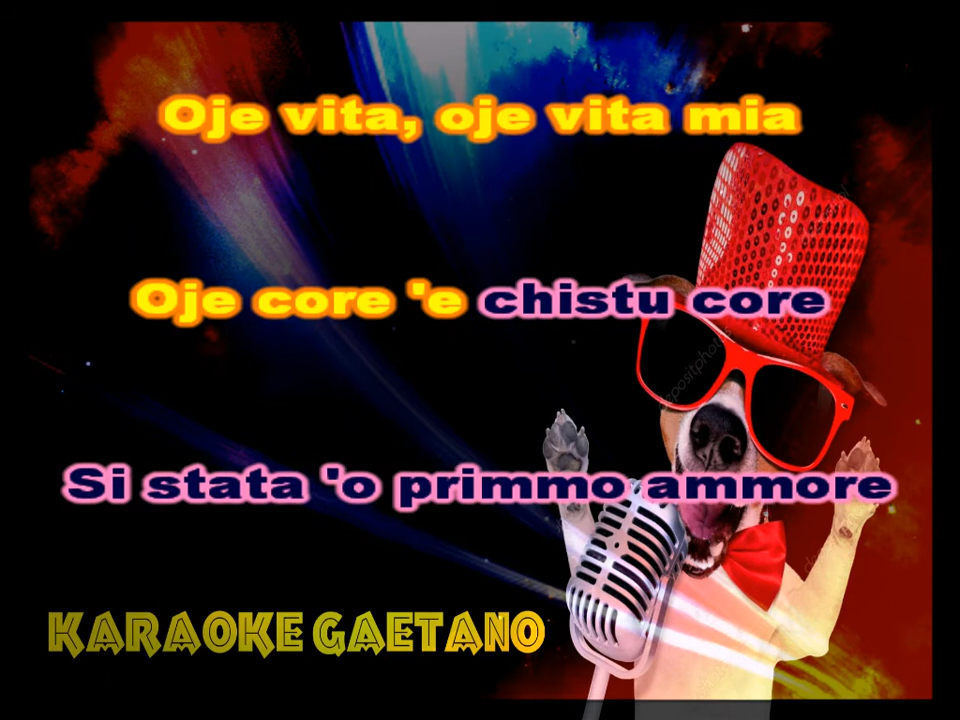 Oje vita, oje vita mia
Oje core 'e chistu core
Si stata 'o primmo ammore
KARAOKE GAETANO